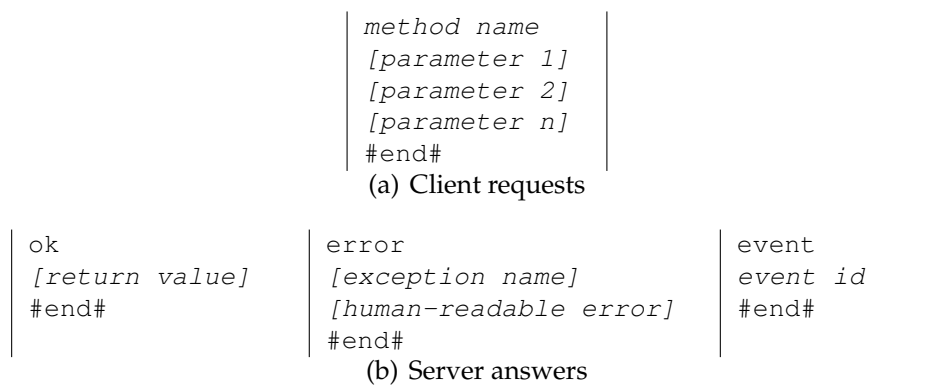 method name
[parameter 1]
[parameter 2]
[parameter n]
#end#
(a) Client requests
ok
[return value]
#end#
error
[exception name]
[human-readable error]
#end#
event
event id
#end#
(b) Server answers